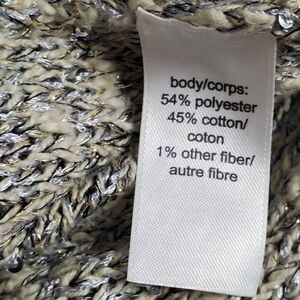 body/corps:
54% polyester
45% cotton/
coton
1% other fiber/
autre fibre